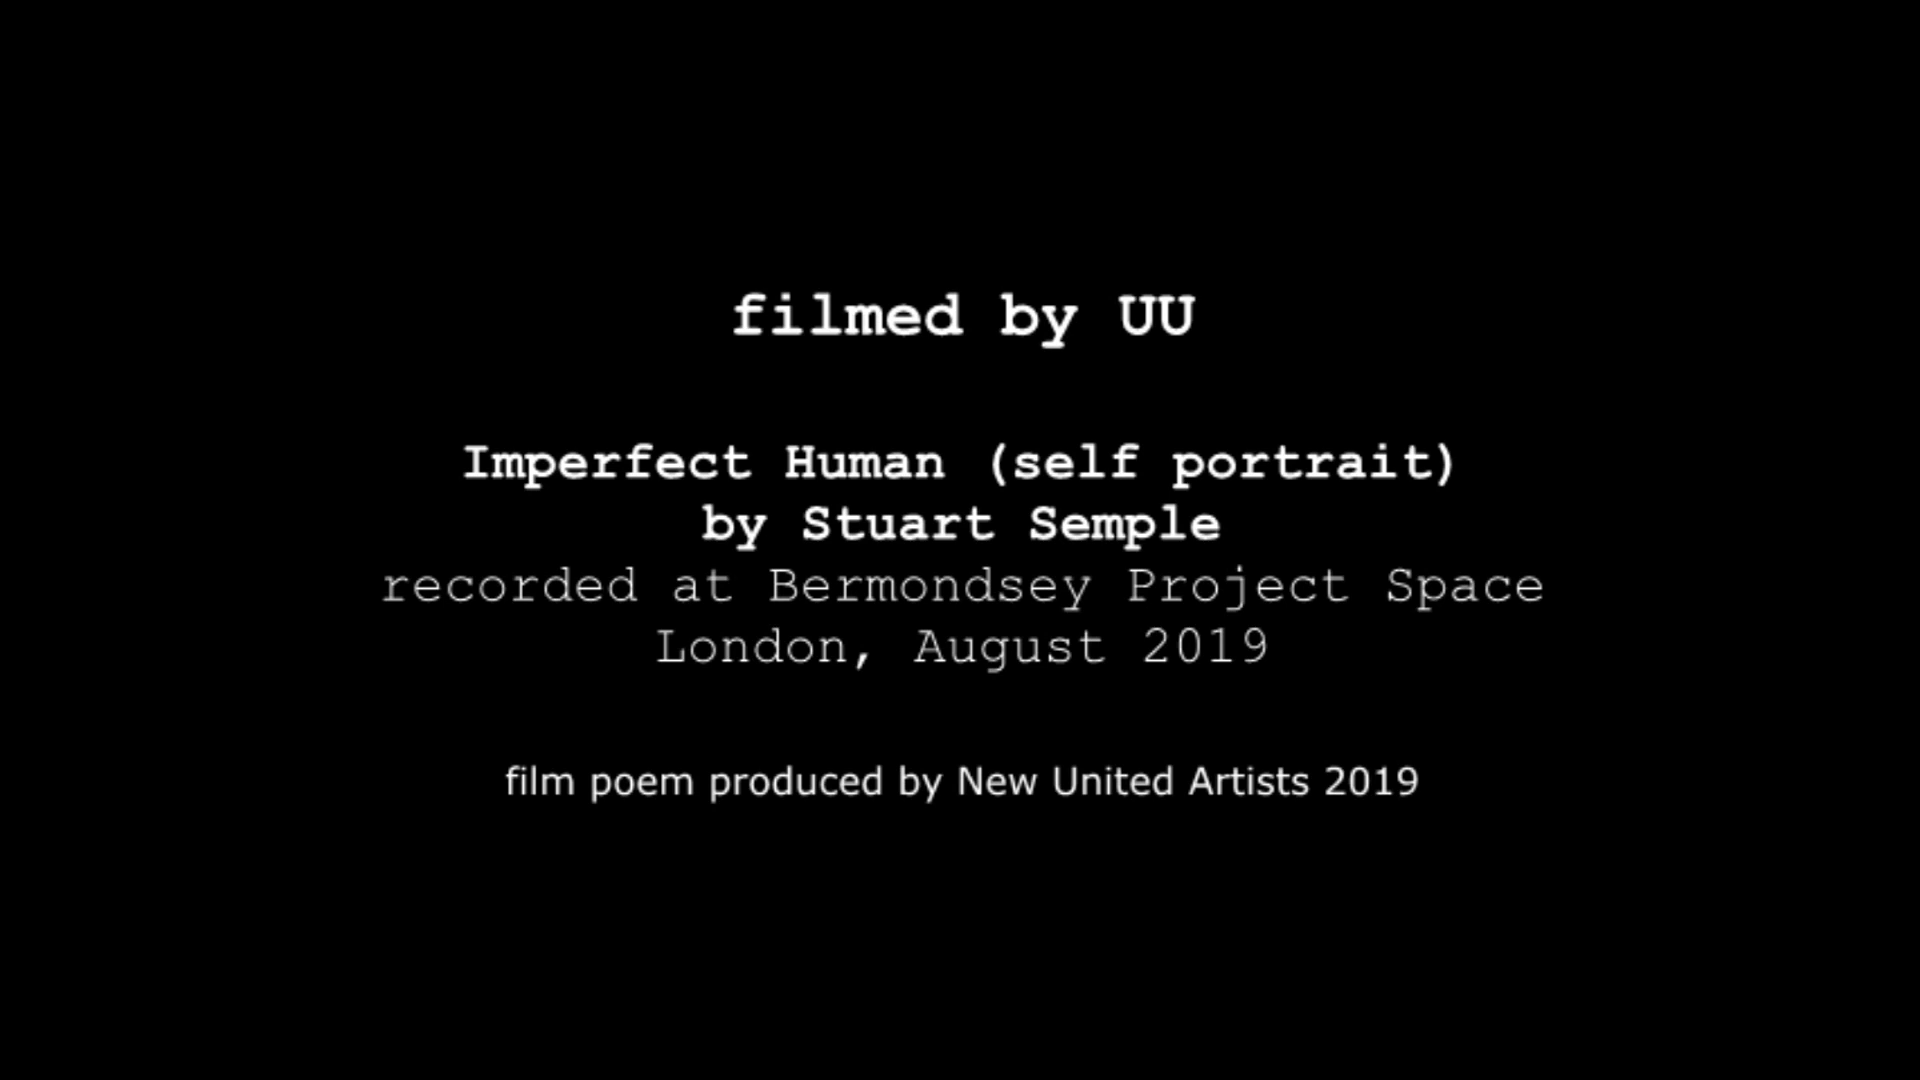 filmed by UU
Imperfect Human (self portrait)
by Stuart Semple
recorded at Bermondsey Project Space
London, August 2019
film poem produced by New United Artists 2019